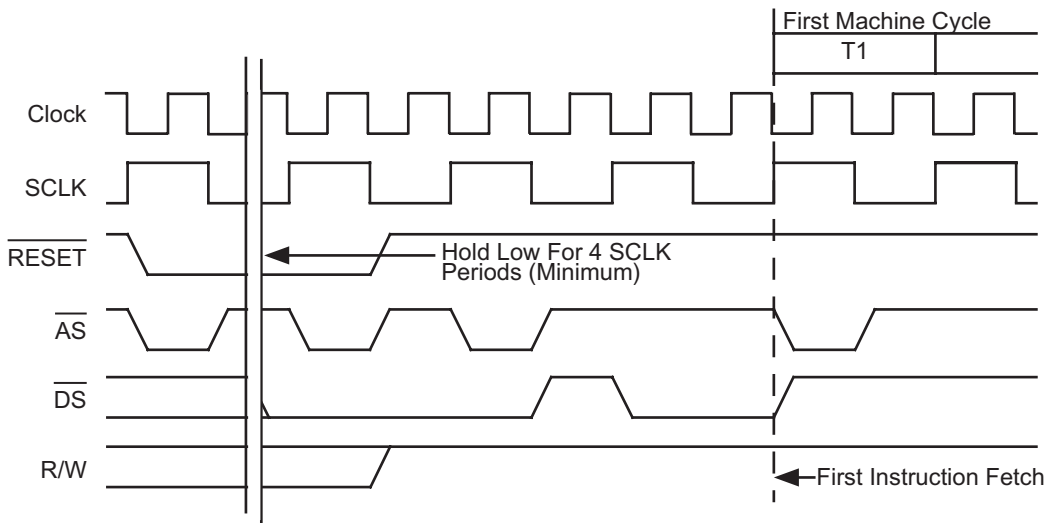 First Machine Cycle
T1
Clock
SCLK
RESET
Hold Low For 4 SCLK
Periods (Minimum)
AS
DS
R/W
First Instruction Fetch